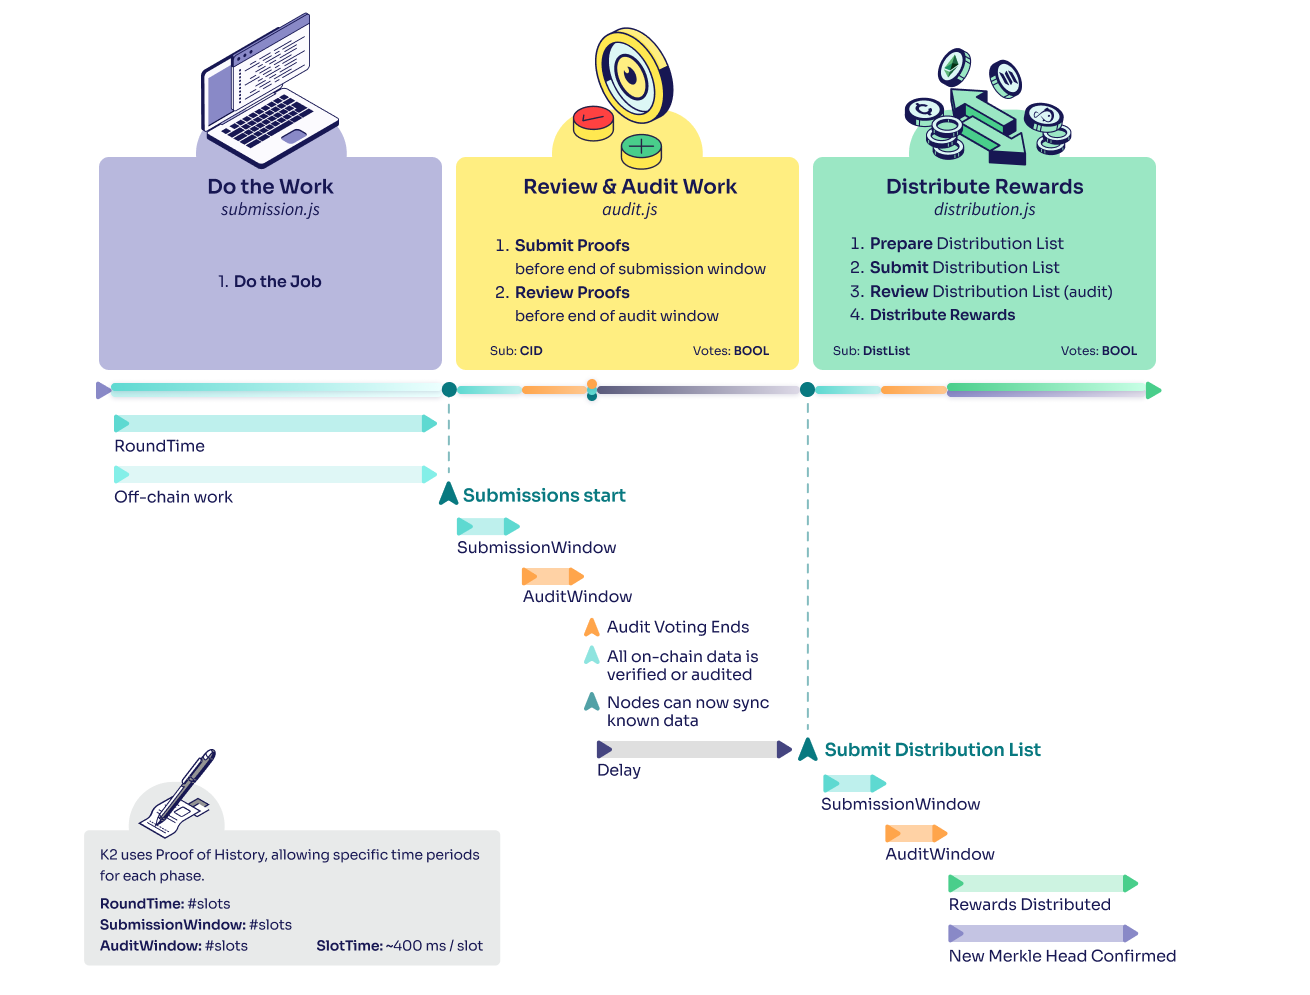 Do the Work
submission.js
1. Do the Job
Review & Audit Work
audit.js
1. Submit Proofs
before end of submission window
2. Review Proofs
before end of audit window
Sub: CID
Votes: BOOL
Distribute Rewards
distribution.js
1. Prepare Distribution List
2. Submit Distribution List
3. Review Distribution List (audit)
4. Distribute Rewards
Sub: DistList
Votes: BOOL
RoundTime
Off-chain work
Submissions start
SubmissionWindow
AuditWindow
Audit Voting Ends
All on-chain data is
verified or audited
Nodes can now sync
known data
Delay
Submit Distribution List
SubmissionWindow
AuditWindow
Rewards Distributed
New Merkle Head Confirmed
K2 uses Proof of History, allowing specific time periods
for each phase.
RoundTime: #slots
SubmissionWindow: #slots
AuditWindow: #slots
SlotTime: ~400 ms / slot